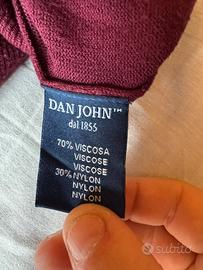 DAN JOHN™
dal 1855
70% VISCOSA
VISCOSE
VISCOSE
30% NYLON
NYLON
NYLON
subito